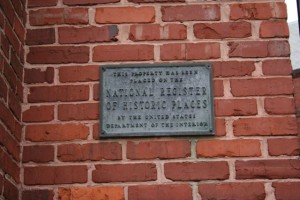 THIS PROPERTY HAS BEEN
PLACED ON THE
NATIONAL REGISTER
OF HISTORIC PLACES
BY THE UNITED STATES
DEPARTMENT OF THE INTERIOR